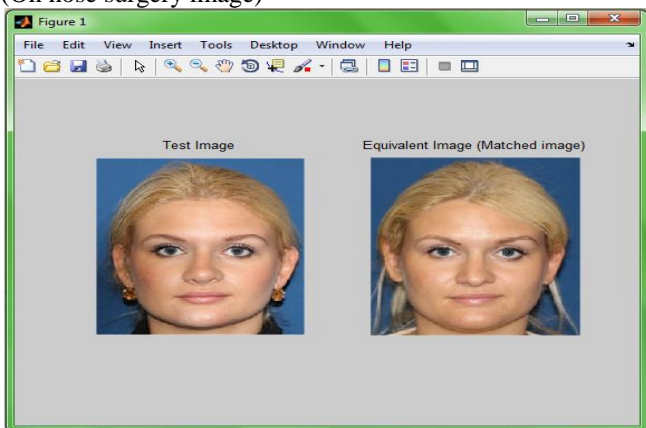 (On nose surgery image)
Figure 1
File Edit View Insert Tools Desktop Window Help
Test Image
Equivalent Image (Matched image)